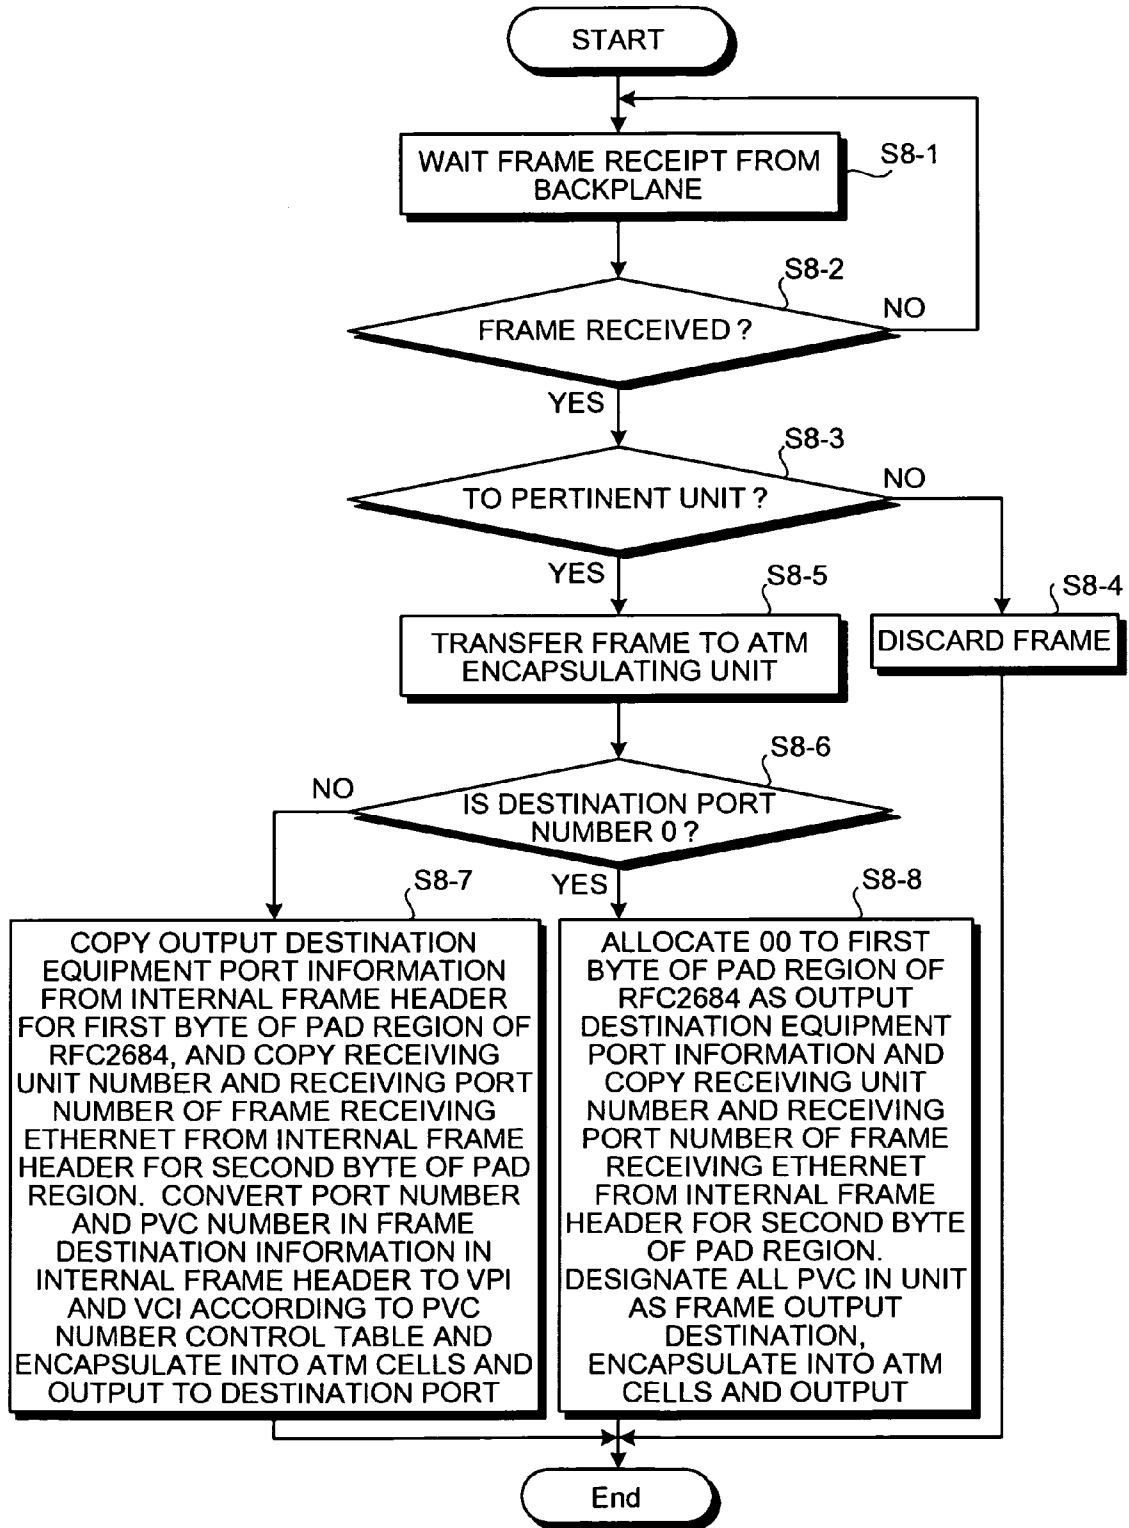 START
WAIT FRAME RECEIPT FROM
BACKPLANE
S8-1
S8-2
FRAME RECEIVED ?
NO
YES
S8-3
TO PERTINENT UNIT ?
NO
YES
S8-5
TRANSFER FRAME TO ATM
ENCAPSULATING UNIT
S8-4
DISCARD FRAME
S8-6
IS DESTINATION PORT
NUMBER 0 ?
NO
YES
S8-7
COPY OUTPUT DESTINATION
EQUIPMENT PORT INFORMATION
FROM INTERNAL FRAME HEADER
FOR FIRST BYTE OF PAD REGION OF
RFC2684, AND COPY RECEIVING
UNIT NUMBER AND RECEIVING PORT
NUMBER OF FRAME RECEIVING
ETHERNET FROM INTERNAL FRAME
HEADER FOR SECOND BYTE OF PAD
REGION. CONVERT PORT NUMBER
AND PVC NUMBER IN FRAME
DESTINATION INFORMATION IN
INTERNAL FRAME HEADER TO VPI
AND VCI ACCORDING TO PVC
NUMBER CONTROL TABLE AND
ENCAPSULATE INTO ATM CELLS AND
OUTPUT TO DESTINATION PORT
S8-8
ALLOCATE 00 TO FIRST
BYTE OF PAD REGION OF
RFC2684 AS OUTPUT
DESTINATION EQUIPMENT
PORT INFORMATION AND
COPY RECEIVING UNIT
NUMBER AND RECEIVING
PORT NUMBER OF FRAME
RECEIVING ETHERNET
FROM INTERNAL FRAME
HEADER FOR SECOND BYTE
OF PAD REGION.
DESIGNATE ALL PVC IN UNIT
AS FRAME OUTPUT
DESTINATION,
ENCAPSULATE INTO ATM
CELLS AND OUTPUT
End